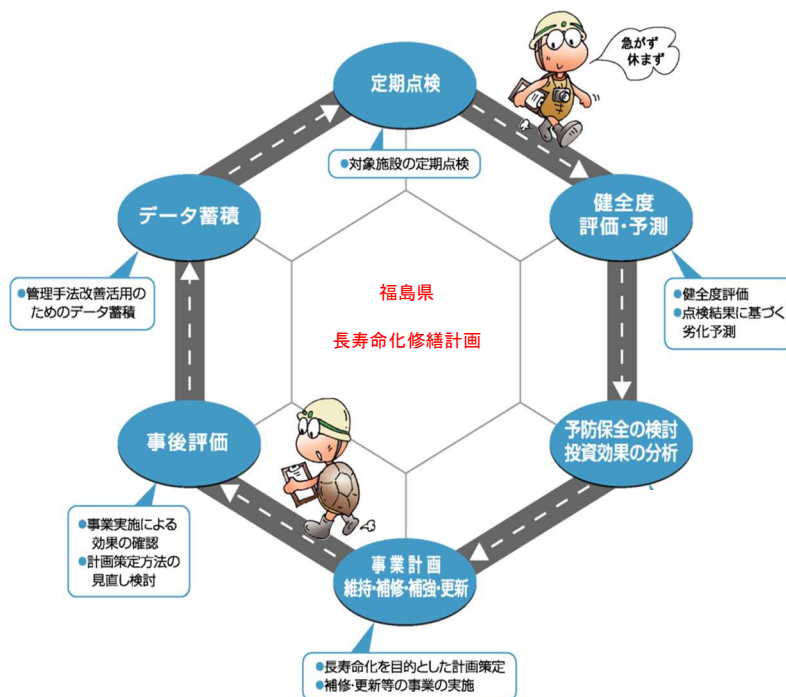 急がず
休まず
定期点検
●対象施設の定期点検
健全度
評価・予測
●健全度評価
●点検結果に基づく
劣化予測
予防保全の検討
投資効果の分析
事業計画
維持・補修・補強・更新
●長寿命化を目的とした計画策定
●補修・更新等の事業の実施
事後評価
●事業実施による
効果の確認
●計画策定方法の
見直し検討
データ蓄積
●管理手法改善活用の
ためのデータ蓄積
福島県
長寿命化修繕計画